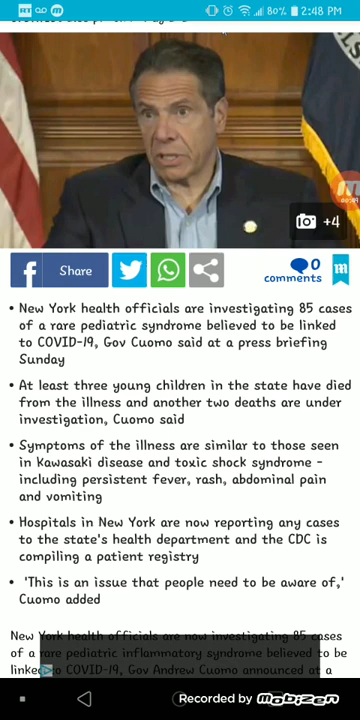 RT 80% 2:48 PM
00:09
+4
f Share
0
comments
• New York health officials are investigating 85 cases
of a rare pediatric syndrome believed to be linked
to COVID-19, Gov Cuomo said at a press briefing
Sunday
• At least three young children in the state have died
from the illness and another two deaths are under
investigation, Cuomo said
• Symptoms of the illness are similar to those seen
in Kawasaki disease and toxic shock syndrome -
including persistent fever, rash, abdominal pain
and vomiting
• Hospitals in New York are now reporting any cases
to the state's health department and the CDC is
compiling a patient registry
• 'This is an issue that people need to be aware of,'
Cuomo added
New York health officials are now investigating 85 cases
of a rare pediatric inflammatory syndrome believed to be
linked to COVID-19, Gov Andrew Cuomo announced at a
Recorded by mobizen